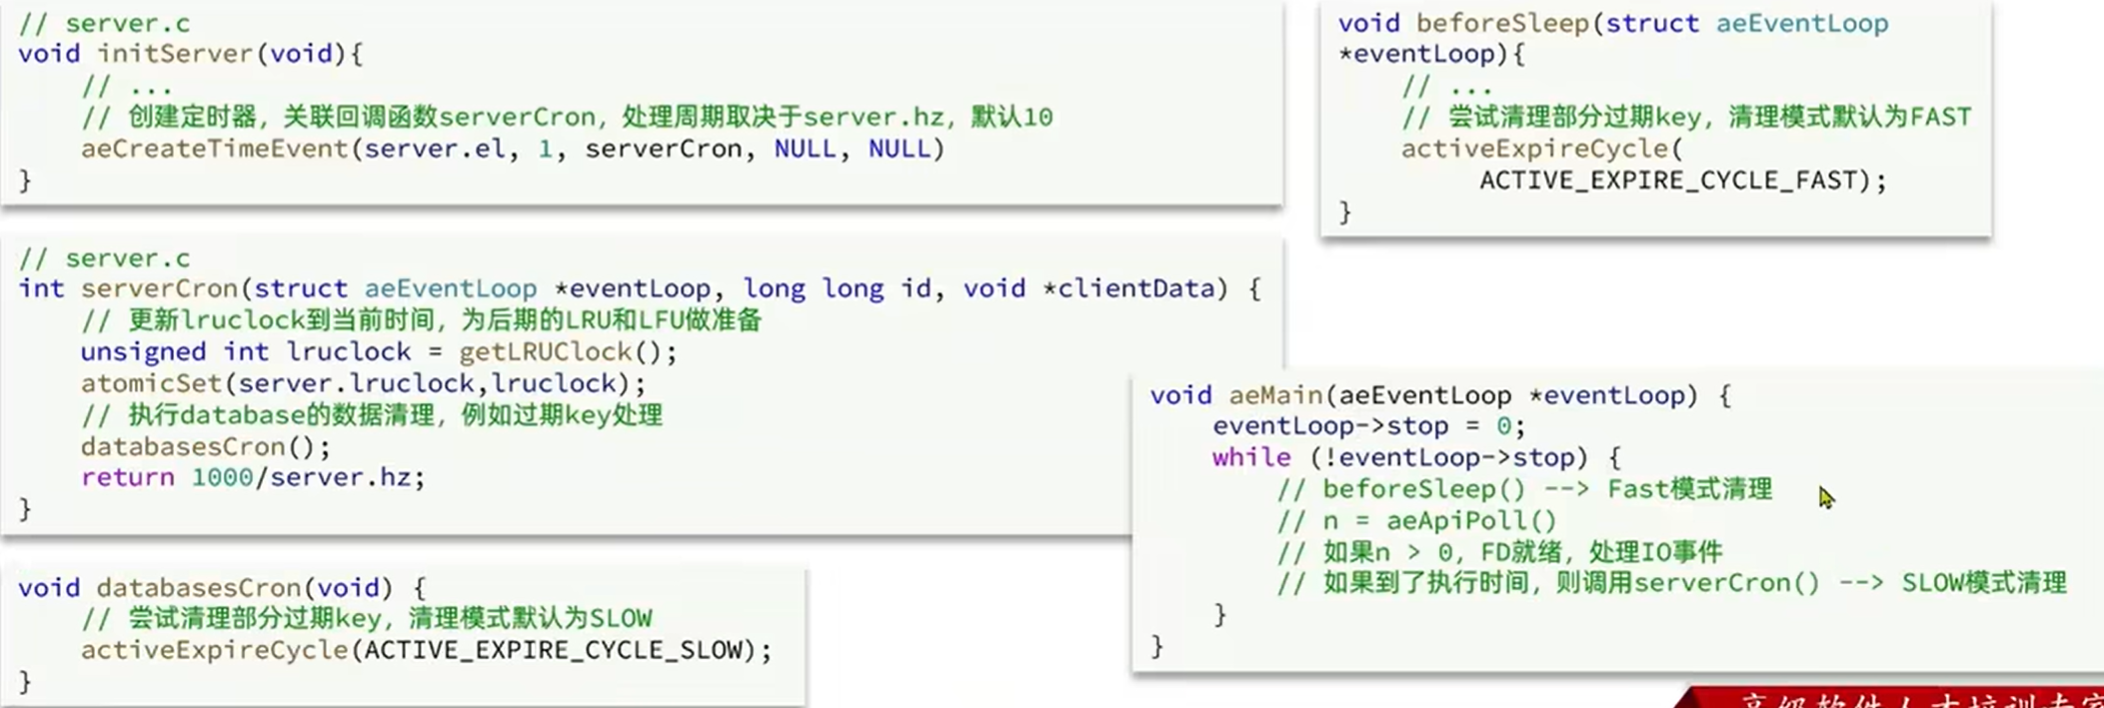 // server.c
void initServer(void){
// ...
// 创建定时器，关联回调函数serverCron，处理周期取决于server.hz，默认10
aeCreateTimeEvent(server.el, 1, serverCron, NULL, NULL)
}
// server.c
int serverCron(struct aeEventLoop *eventLoop, long long id, void *clientData) {
// 更新lruclock到当前时间，为后期的LRU和LFU做准备
unsigned int lruclock = getLRUClock();
atomicSet(server.lruclock,lruclock);
// 执行database的数据清理，例如过期key处理
databasesCron();
return 1000/server.hz;
}
void databasesCron(void) {
// 尝试清理部分过期key，清理模式默认为SLOW
activeExpireCycle(ACTIVE_EXPIRE_CYCLE_SLOW);
}
void beforeSleep(struct aeEventLoop
*eventLoop){
// ...
// 尝试清理部分过期key，清理模式默认为FAST
activeExpireCycle(
ACTIVE_EXPIRE_CYCLE_FAST);
}
void aeMain(aeEventLoop *eventLoop) {
eventLoop->stop = 0;
while (!eventLoop->stop) {
// beforeSleep() --> Fast模式清理
// n = aeApiPoll()
// 如果n > 0，FD就绪，处理IO事件
// 如果到了执行时间，则调用serverCron() --> SLOW模式清理
}
}
高级软件人才培训专家